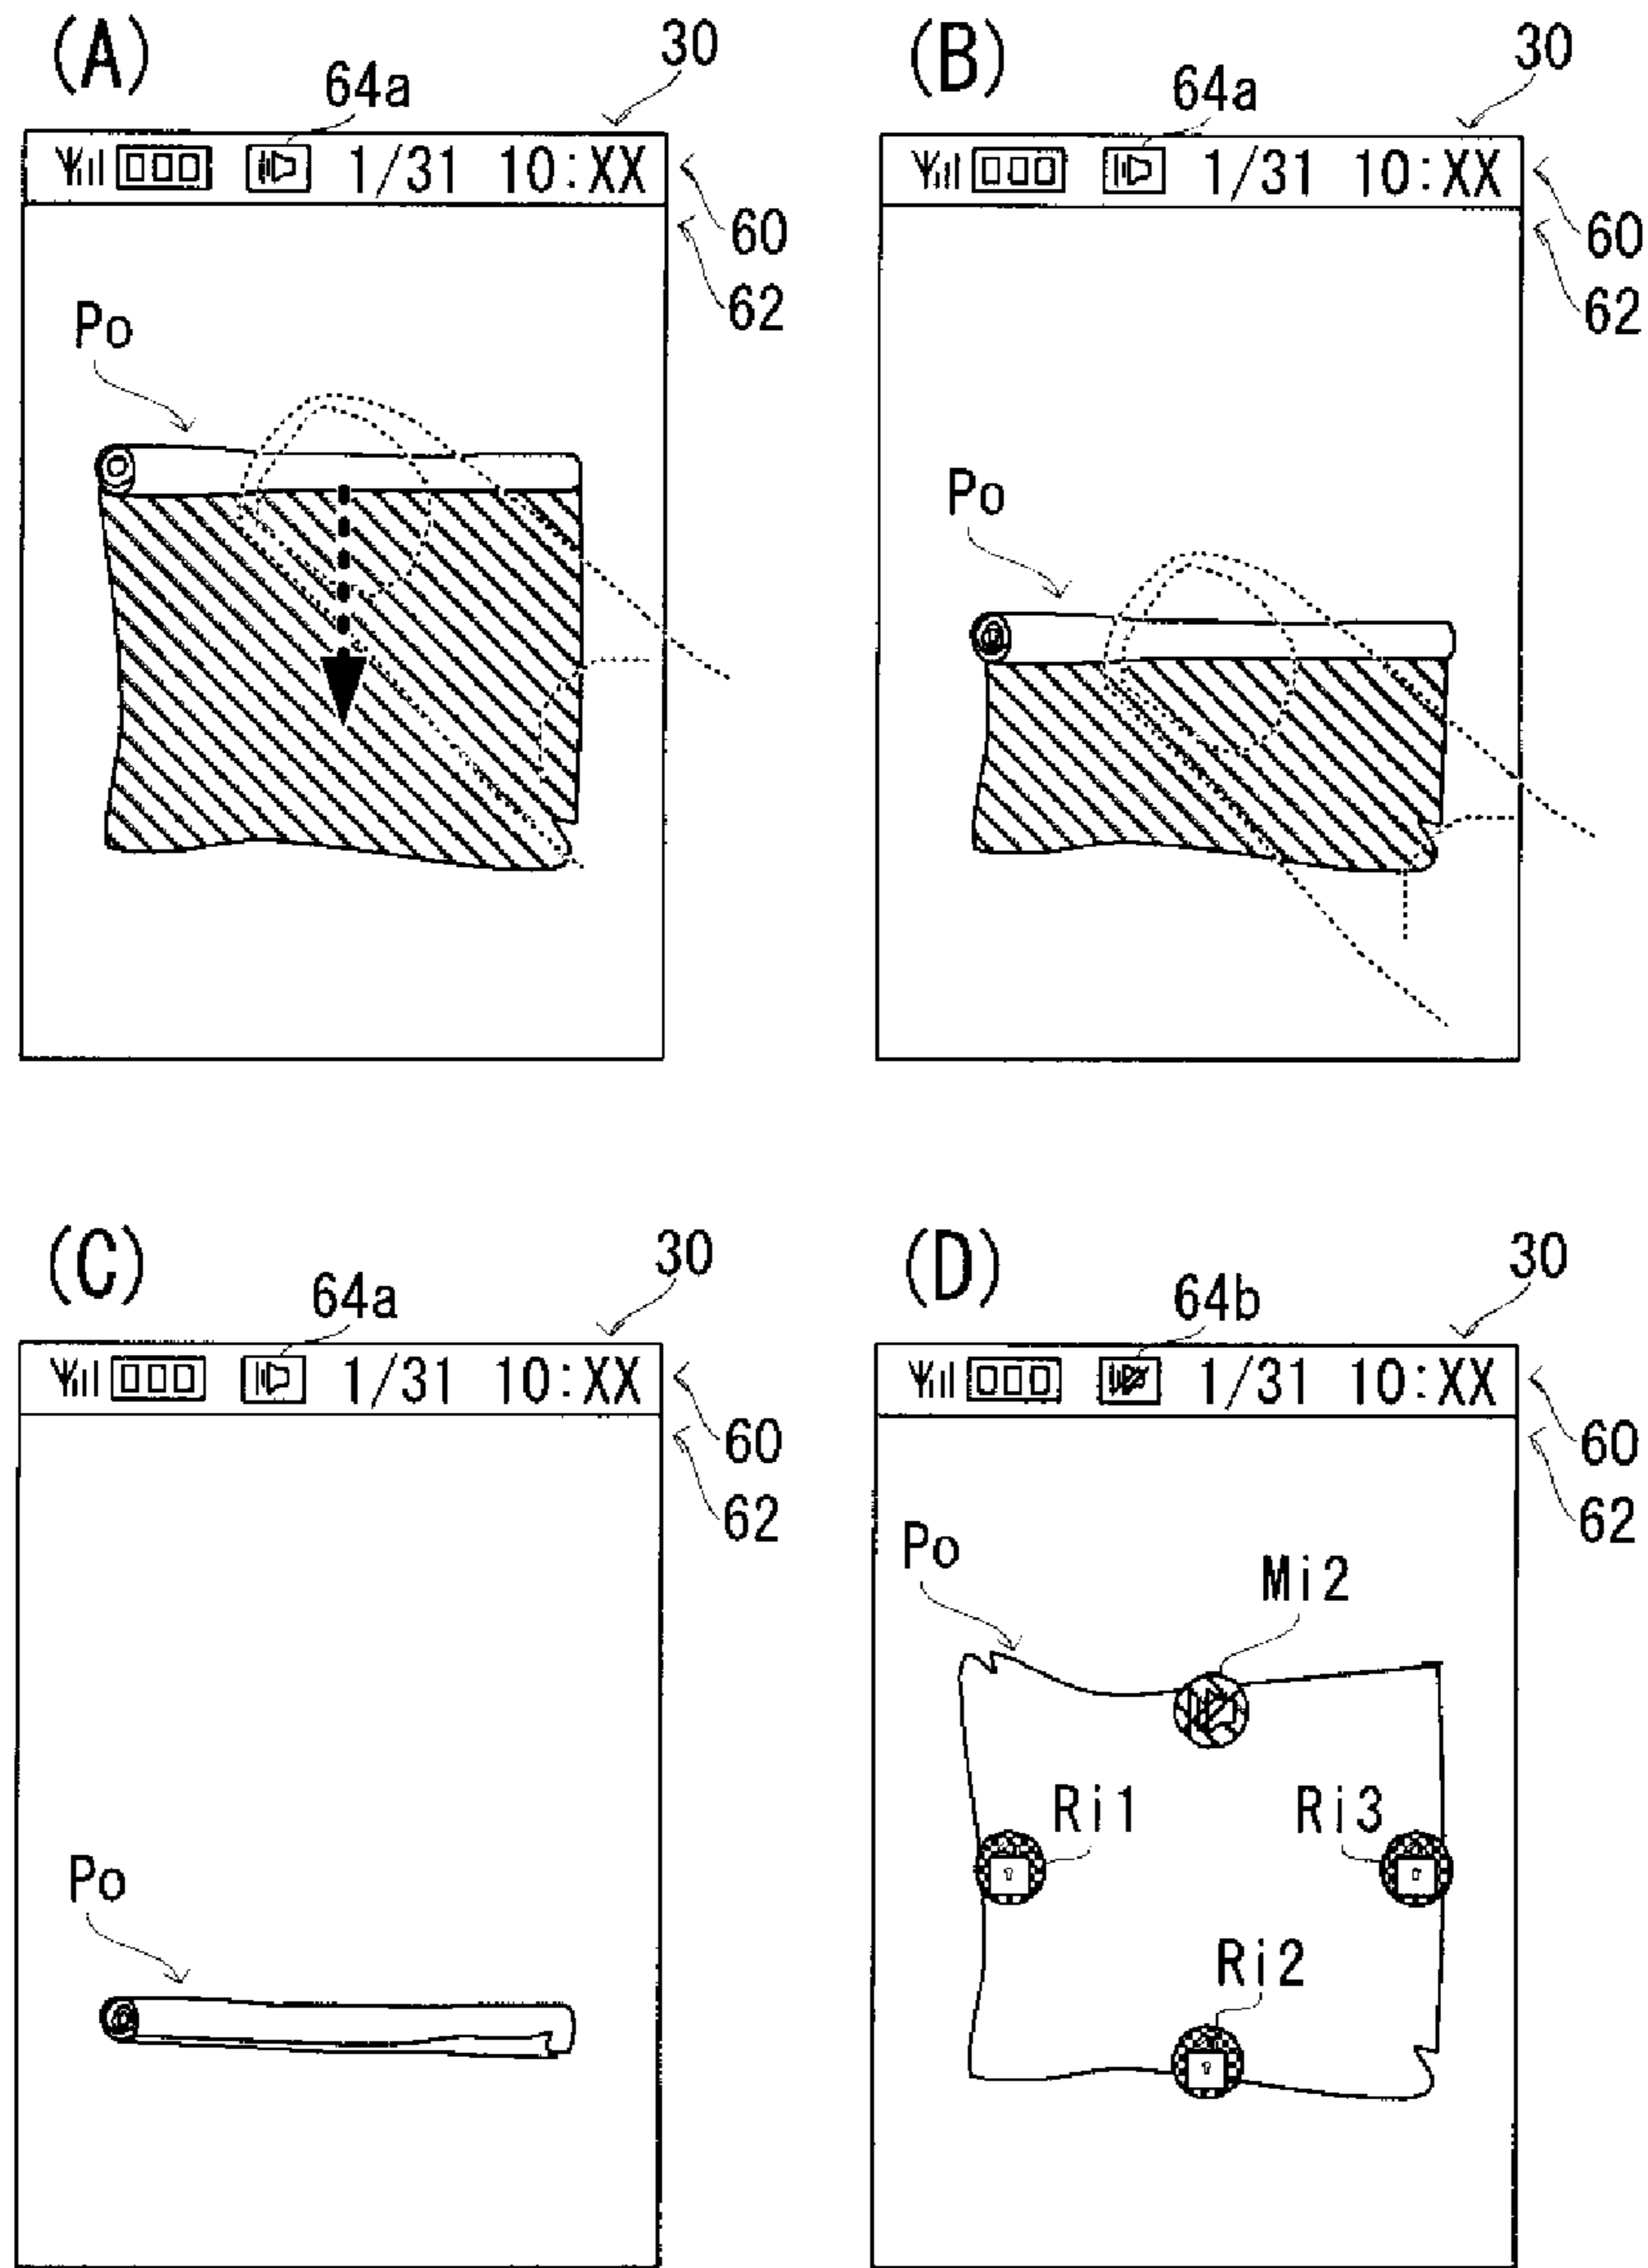 (A)
30
64a
1/31 10:XX
60
62
Po
(B)
30
64a
1/31 10:XX
60
62
Po
(C)
30
64a
1/31 10:XX
60
62
Po
(D)
30
64b
1/31 10:XX
60
62
Po
Mi2
Ri1
Ri3
Ri2